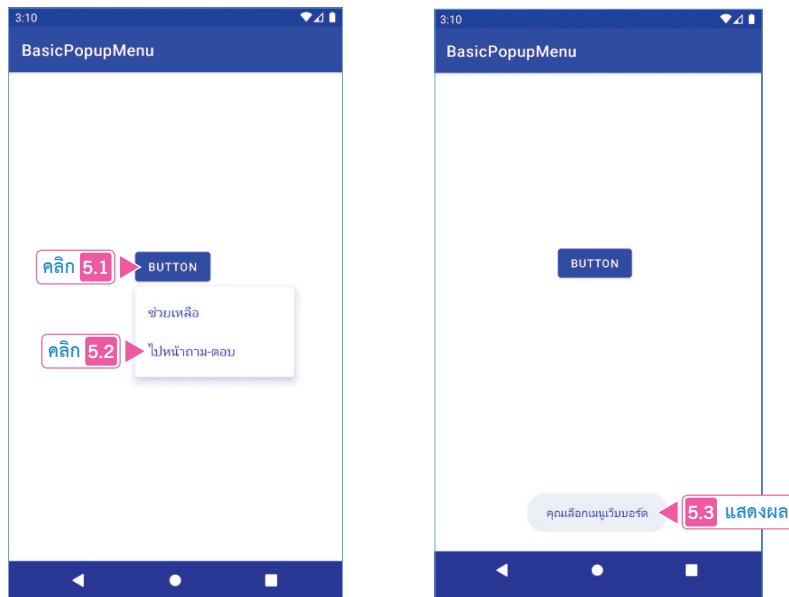 3:10
BasicPopupMenu
คลิก 5.1
BUTTON
ช่วยเหลือ
คลิก 5.2
ไปหน้าถาม-ตอบ
3:10
BasicPopupMenu
BUTTON
คุณเลือกเมนูเว็บบอร์ด
5.3 แสดงผล